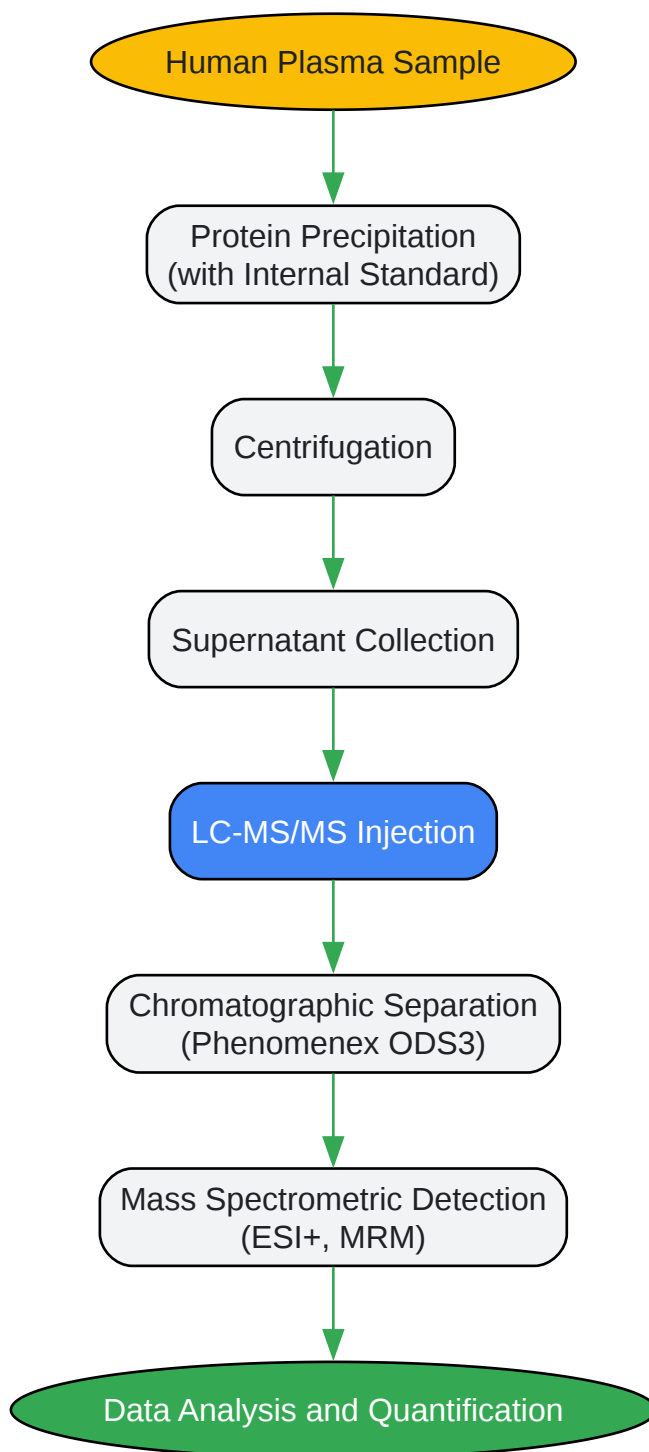 Human Plasma Sample
Protein Precipitation
(with Internal Standard)
Centrifugation
Supernatant Collection
LC-MS/MS Injection
Chromatographic Separation
(Phenomenex ODS3)
Mass Spectrometric Detection
(ESI+, MRM)
Data Analysis and Quantification